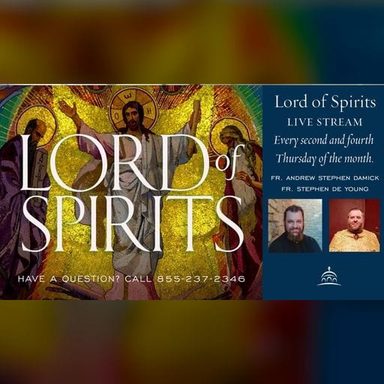 LORD of
SPIRITS
HAVE A QUESTION? CALL 855-237-2346
Lord of Spirits
LIVE STREAM
Every second and fourth
Thursday of the month.
FR. ANDREW STEPHEN DAMICK
FR. STEPHEN DE YOUNG